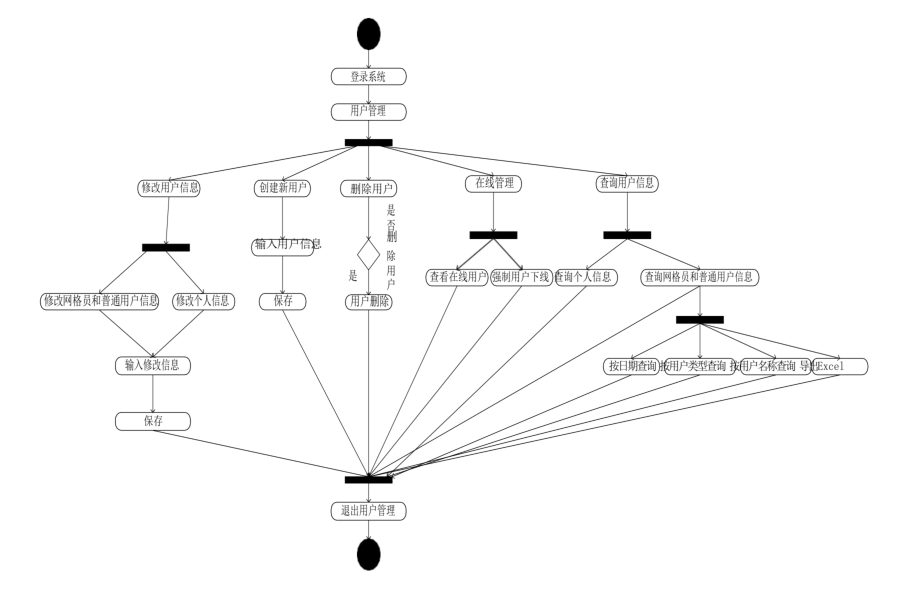 登录系统
用户管理
修改用户信息
创建新用户
删除用户
在线管理
查询用户信息
是否删除用户
输入用户信息
是
查看在线用户
强制用户下线
查询个人信息
查询网格员和普通用户信息
修改网格员和普通用户信息
修改个人信息
保存
用户删除
输入修改信息
按日期查询
按用户类型查询
按用户名称查询
导出Excel
保存
退出用户管理